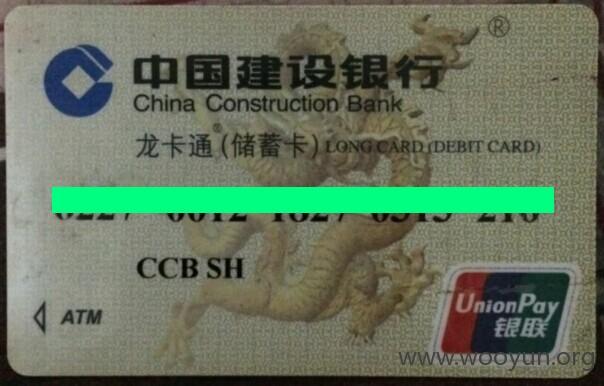 ®
中国建设银行
China Construction Bank
龙卡通®(储蓄卡) LONG CARD (DEBIT CARD)
CCB SH
ATM
UnionPay
银联
www.wooyun.org